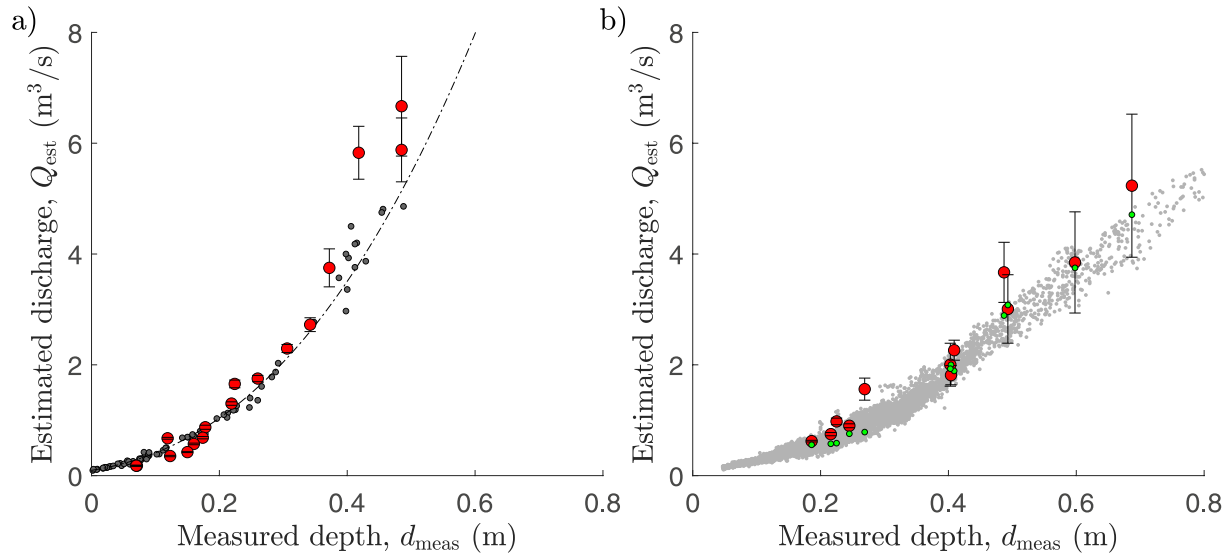 a)
Estimated discharge, Qest (m³/s)
8
6
4
2
0
0 0.2 0.4 0.6 0.8
Measured depth, dmeas (m)
b)
Estimated discharge, Qest (m³/s)
8
6
4
2
0
0 0.2 0.4 0.6 0.8
Measured depth, dmeas (m)